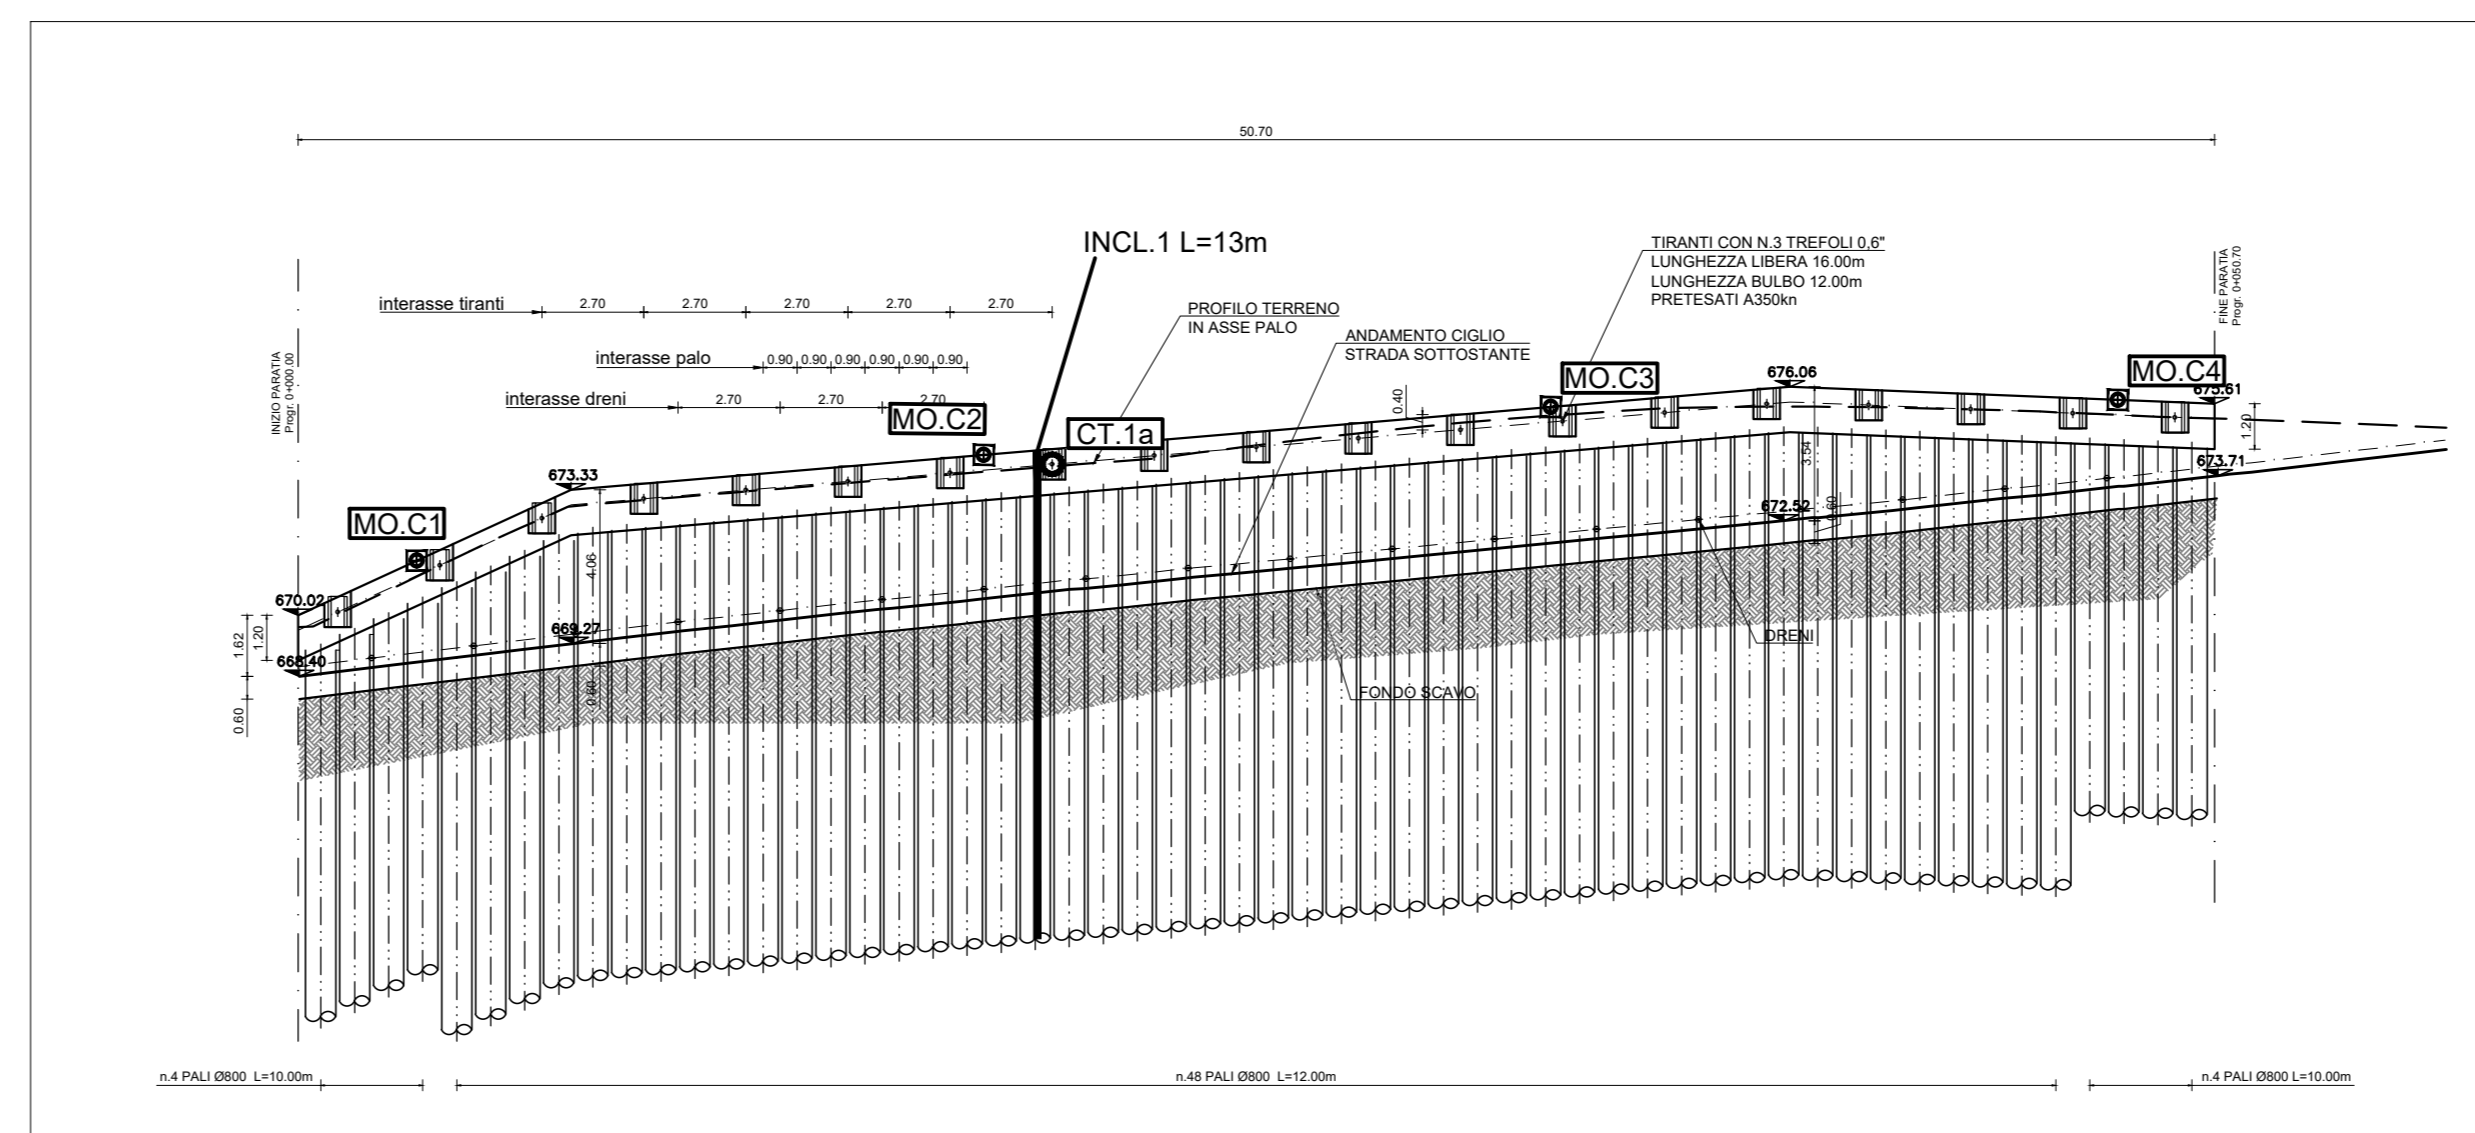 50.70
INCL.1 L=13m
TIRANTI CON N.3 TREFOLI 0,6"
LUNGHEZZA LIBERA 16.00m
LUNGHEZZA BULBO 12.00m
PRETESATI A350kn
FINE PARATIA
Progr. 0+050.70
interasse tiranti
2.70
2.70
2.70
2.70
2.70
PROFILO TERRENO
IN ASSE PALO
ANDAMENTO CIGLIO
STRADA SOTTOSTANTE
INIZIO PARATIA
Progr. 0+000.00
interasse palo
0.90
0.90
0.90
0.90
0.90
0.90
interasse dreni
2.70
2.70
2.70
MO.C1
MO.C2
CT.1a
MO.C3
MO.C4
0.40
676.06
675.61
1.20
673.33
3.54
673.71
672.52
0.60
4.06
670.02
669.27
1.62
1.20
668.40
0.60
0.60
DRENI
FONDO SCAVO
n.4 PALI Ø800 L=10.00m
n.48 PALI Ø800 L=12.00m
n.4 PALI Ø800 L=10.00m